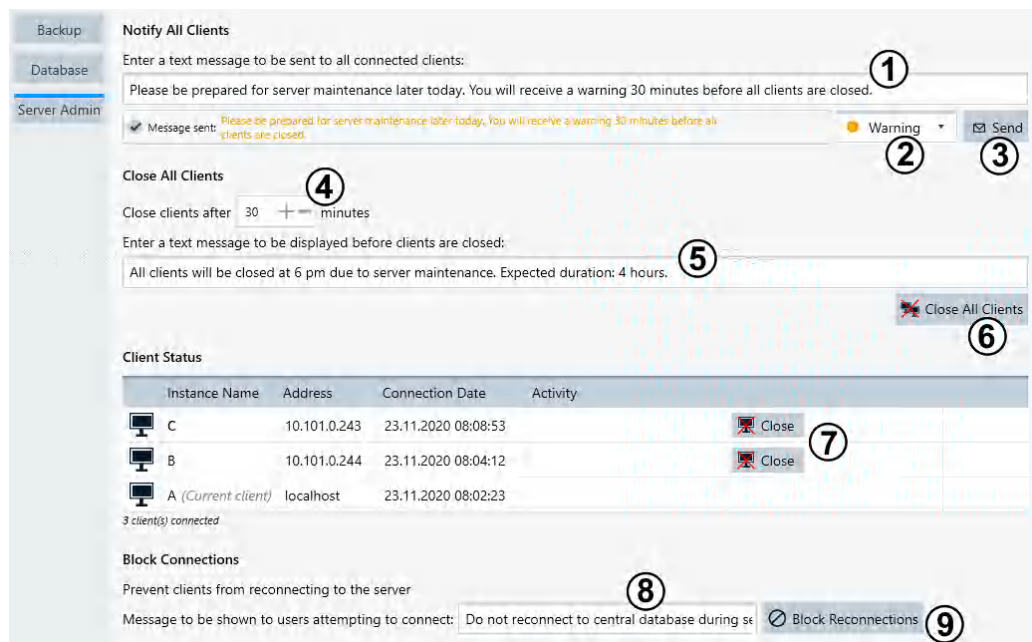 Backup
Database
Server Admin
Notify All Clients
Enter a text message to be sent to all connected clients:
1
Please be prepared for server maintenance later today. You will receive a warning 30 minutes before all clients are closed.
Message sent: Please be prepared for server maintenance later today. You will receive a warning 30 minutes before all
clients are closed.
Warning
Send
2
3
Close All Clients
4
Close clients after 30 + − minutes
Enter a text message to be displayed before clients are closed:
5
All clients will be closed at 6 pm due to server maintenance. Expected duration: 4 hours.
Close All Clients
6
Client Status
Instance Name Address Connection Date Activity
C 10.101.0.243 23.11.2020 08:08:53 Close
7
B 10.101.0.244 23.11.2020 08:04:12 Close
A (Current client) localhost 23.11.2020 08:02:23
3 client(s) connected
Block Connections
Prevent clients from reconnecting to the server
8
Message to be shown to users attempting to connect: Do not reconnect to central database during se
Block Reconnections
9